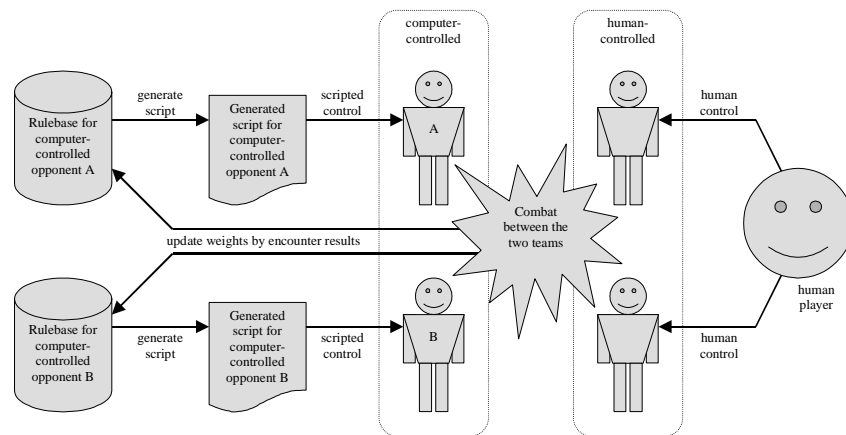 computer-
controlled
human-
controlled
generate
script
scripted
control
human
control
Rulebase for
computer-
controlled
opponent A
Generated
script for
computer-
controlled
opponent A
A
Combat
between the
two teams
update weights by encounter results
human
player
Rulebase for
computer-
controlled
opponent B
generate
script
Generated
script for
computer-
controlled
opponent B
scripted
control
B
human
control